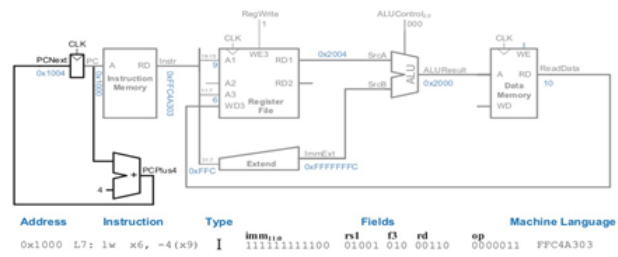 RegWrite
ALUControl2:0
CLK
CLK
1
000
CLK
PCNext
PC
Instr
A RD
Instruction
Memory
0x1004
0x1000
0xFFC4A303
A1
WE3
RD1
0x2004
SrcA
9
A2
RD2
A3
WD3
Register
File
6
SrcB
ALU
ALUResult
0x2000
WE
A RD
Data
Memory
WD
ReadData
10
0xFFC
Extend
ImmExt
0xFFFFFFFC
PCPlus4
+
4
Address Instruction Type Fields Machine Language
imm11:0 rs1 f3 rd op
0x1000 L7: lw x6, -4(x9) I 111111111100 01001 010 00110 0000011 FFC4A303